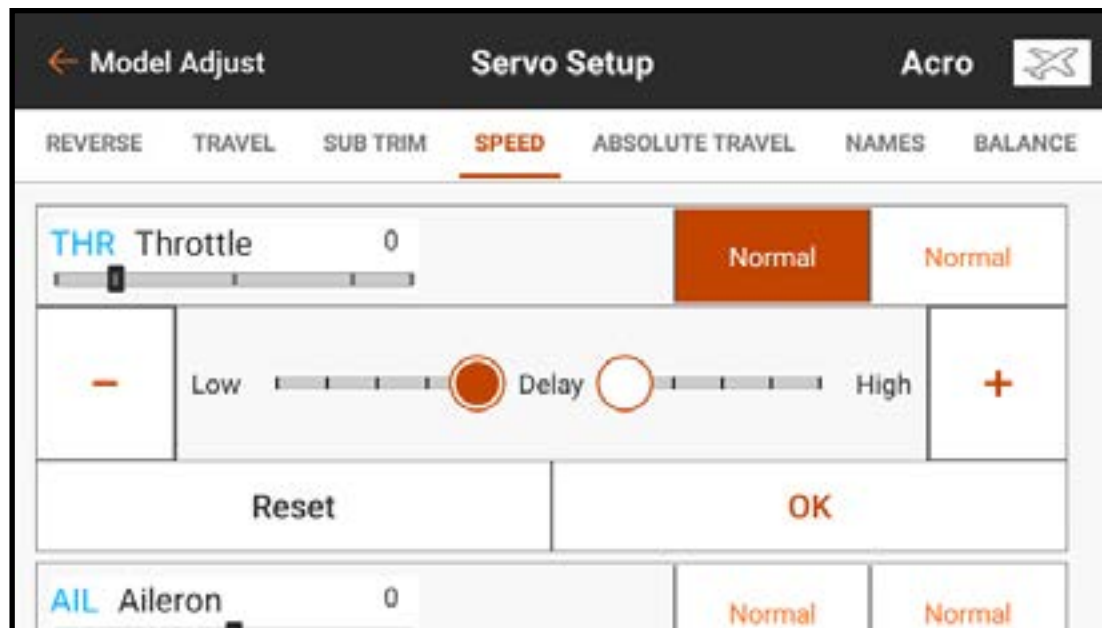 ← Model Adjust Servo Setup Acro
REVERSE TRAVEL SUB TRIM SPEED ABSOLUTE TRAVEL NAMES BALANCE
THR Throttle 0 Normal Normal
− Low Delay High +
Reset OK
AIL Aileron 0 Normal Normal